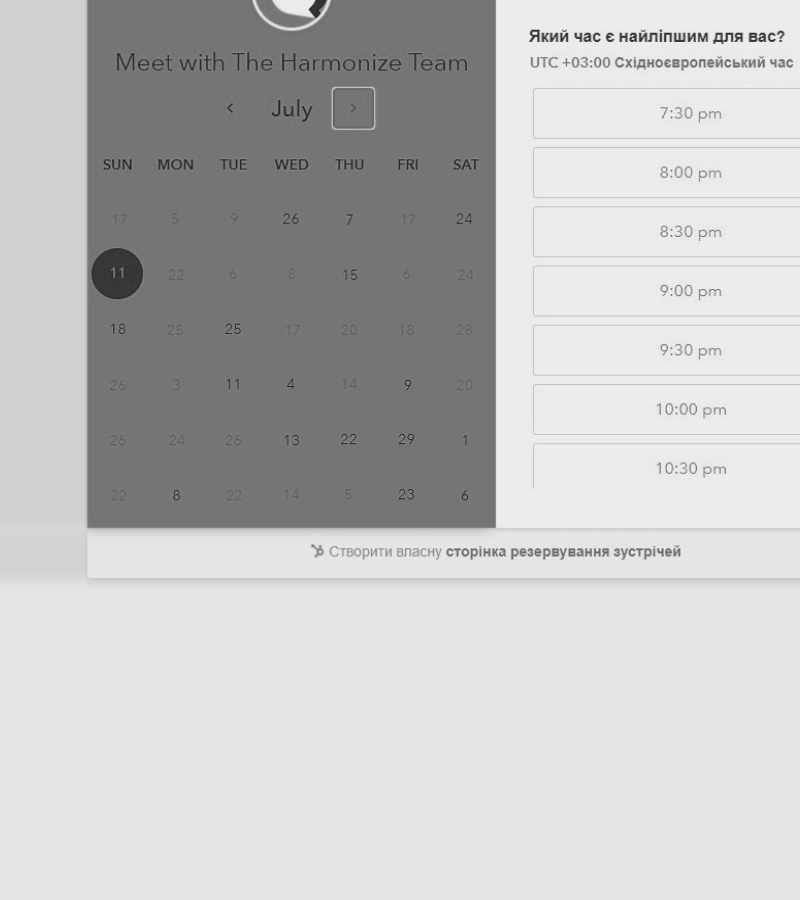 Meet with The Harmonize Team
July
SUN MON TUE WED THU FRI SAT
17 5 9 26 7 17 24
11 22 6 8 15 6 24
18 25 25 17 20 18 28
26 3 11 4 14 9 20
26 24 26 13 22 29 1
22 8 22 14 5 23 6
Який час є найліпшим для вас?
UTC +03:00 Східноєвропейський час
7:30 pm
8:00 pm
8:30 pm
9:00 pm
9:30 pm
10:00 pm
10:30 pm
Створити власну сторінка резервування зустрічей